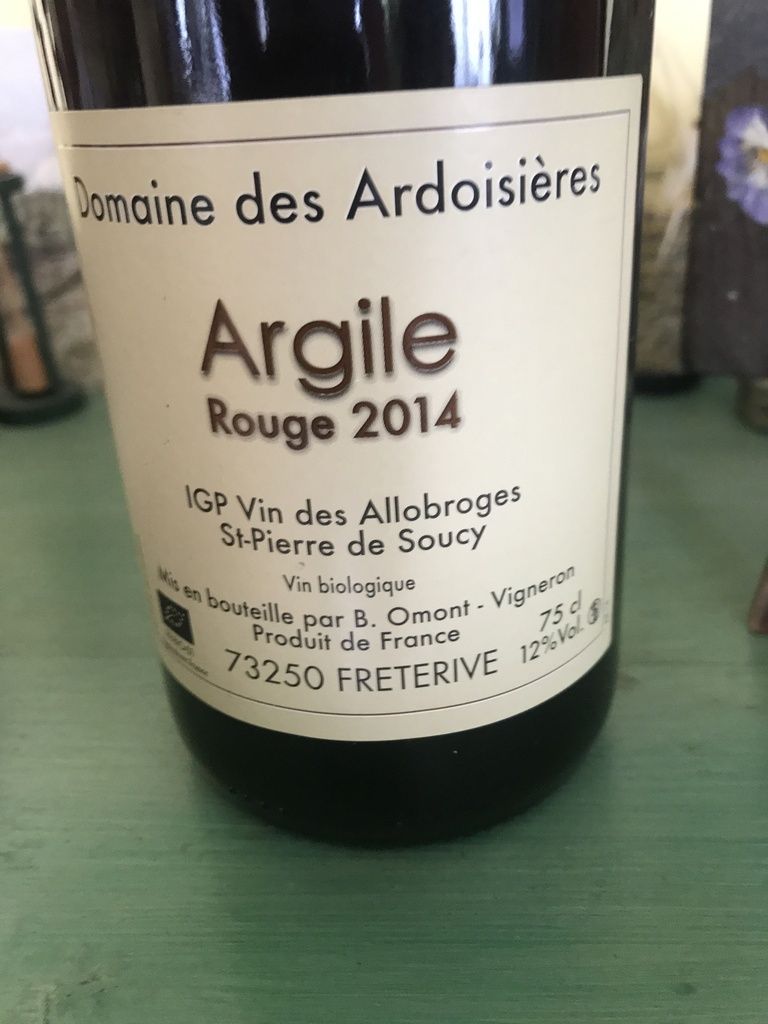 Domaine des Ardoisières
Argile
Rouge 2014
IGP Vin des Allobroges
St-Pierre de Soucy
Vin biologique
Mis en bouteille par B. Omont - Vigneron
Produit de France
75 cl
73250 FRETERIVE
12%Vol.